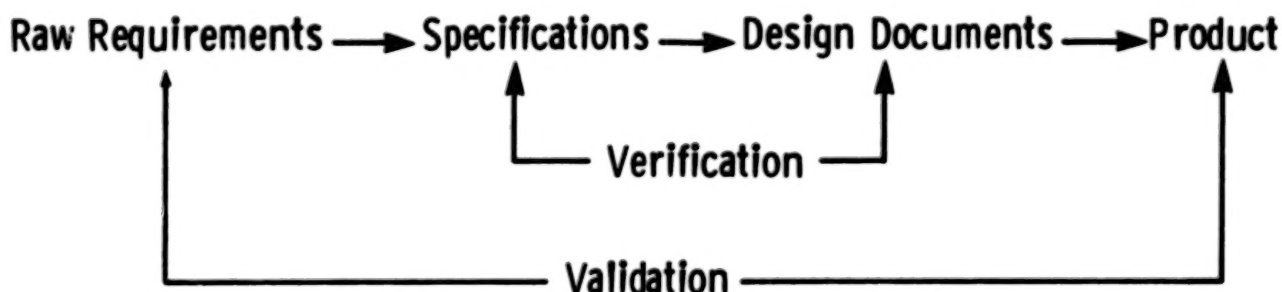 Raw Requirements Specifications Design Documents Product
Verification
Validation